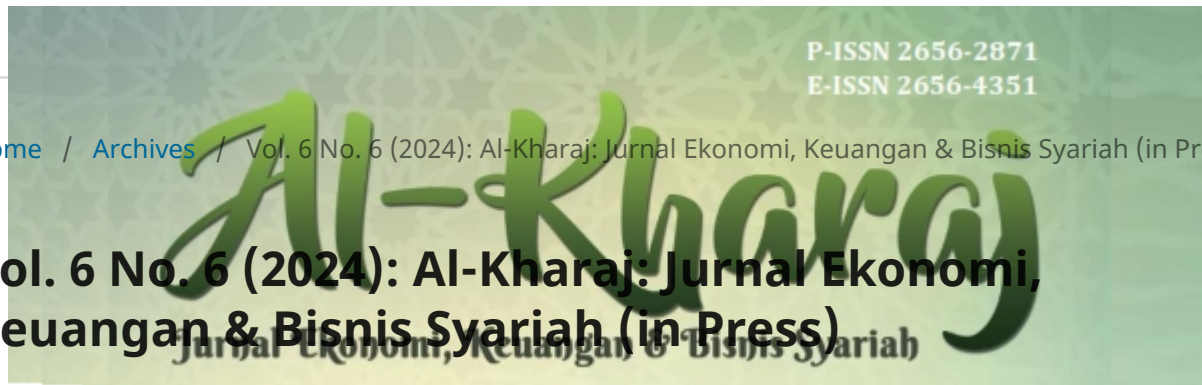 P-ISSN 2656-2871
E-ISSN 2656-4351
ome / Archives / Vol. 6 No. 6 (2024): Al-Kharaj: Jurnal Ekonomi, Keuangan & Bisnis Syariah (in Pr
Al-Kharaj
ol. 6 No. 6 (2024): Al-Kharaj: Jurnal Ekonomi,
euangan & Bisnis Syariah (in Press)
Jurnal Ekonomi, Keuangan & Bisnis Syariah